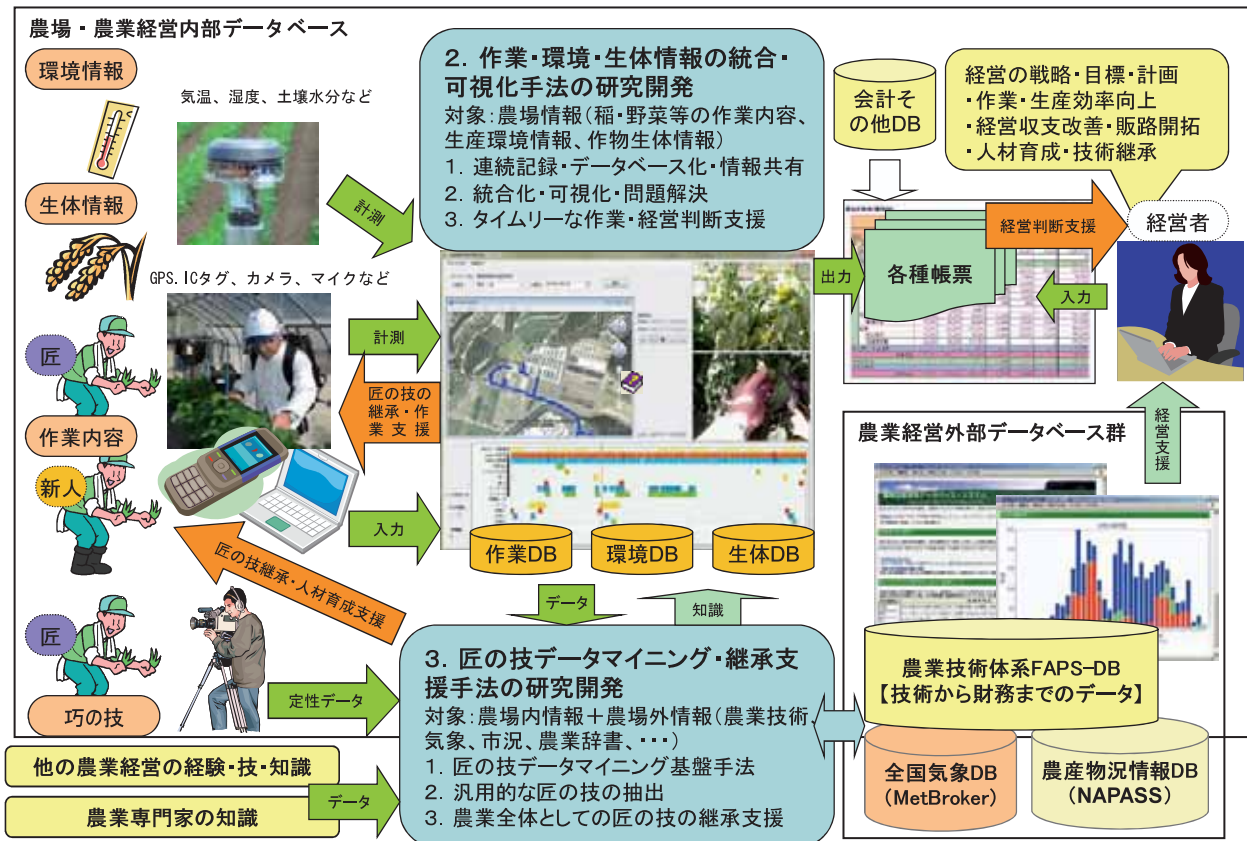 農場・農業経営内部データベース
環境情報
気温、湿度、土壌水分など
生体情報
計測
GPS、ICタグ、カメラ、マイクなど
匠
作業内容
新人
計測
匠の技の
継承・作
業支援
入力
匠の技継承・人材育成支援
匠
巧の技
定性データ
他の農業経営の経験・技・知識
農業専門家の知識
データ
2．作業・環境・生体情報の統合・
可視化手法の研究開発
対象：農場情報（稲・野菜等の作業内容、
生産環境情報、作物生体情報）
1．連続記録・データベース化・情報共有
2．統合化・可視化・問題解決
3．タイムリーな作業・経営判断支援
作業DB
環境DB
生体DB
データ
知識
3．匠の技データマイニング・継承支
援手法の研究開発
対象：農場内情報＋農場外情報（農業技術、
気象、市況、農業辞書、・・・）
1．匠の技データマイニング基盤手法
2．汎用的な匠の技の抽出
3．農業全体としての匠の技の継承支援
会計そ
の他DB
経営の戦略・目標・計画
・作業・生産効率向上
・経営収支改善・販路開拓
・人材育成・技術継承
出力
各種帳票
経営判断支援
入力
経営者
経営支援
農業経営外部データベース群
農業技術体系FAPS-DB
【技術から財務までのデータ】
全国気象DB
（MetBroker）
農産物況情報DB
（NAPASS）